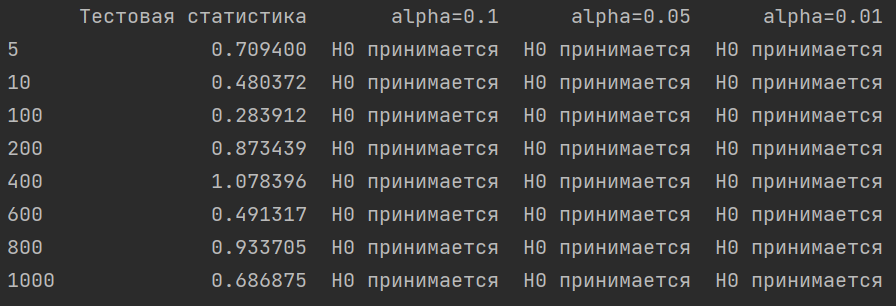 Тестовая статистика alpha=0.1 alpha=0.05 alpha=0.01
5 0.709400 H0 принимается H0 принимается H0 принимается
10 0.480372 H0 принимается H0 принимается H0 принимается
100 0.283912 H0 принимается H0 принимается H0 принимается
200 0.873439 H0 принимается H0 принимается H0 принимается
400 1.078396 H0 принимается H0 принимается H0 принимается
600 0.491317 H0 принимается H0 принимается H0 принимается
800 0.933705 H0 принимается H0 принимается H0 принимается
1000 0.686875 H0 принимается H0 принимается H0 принимается